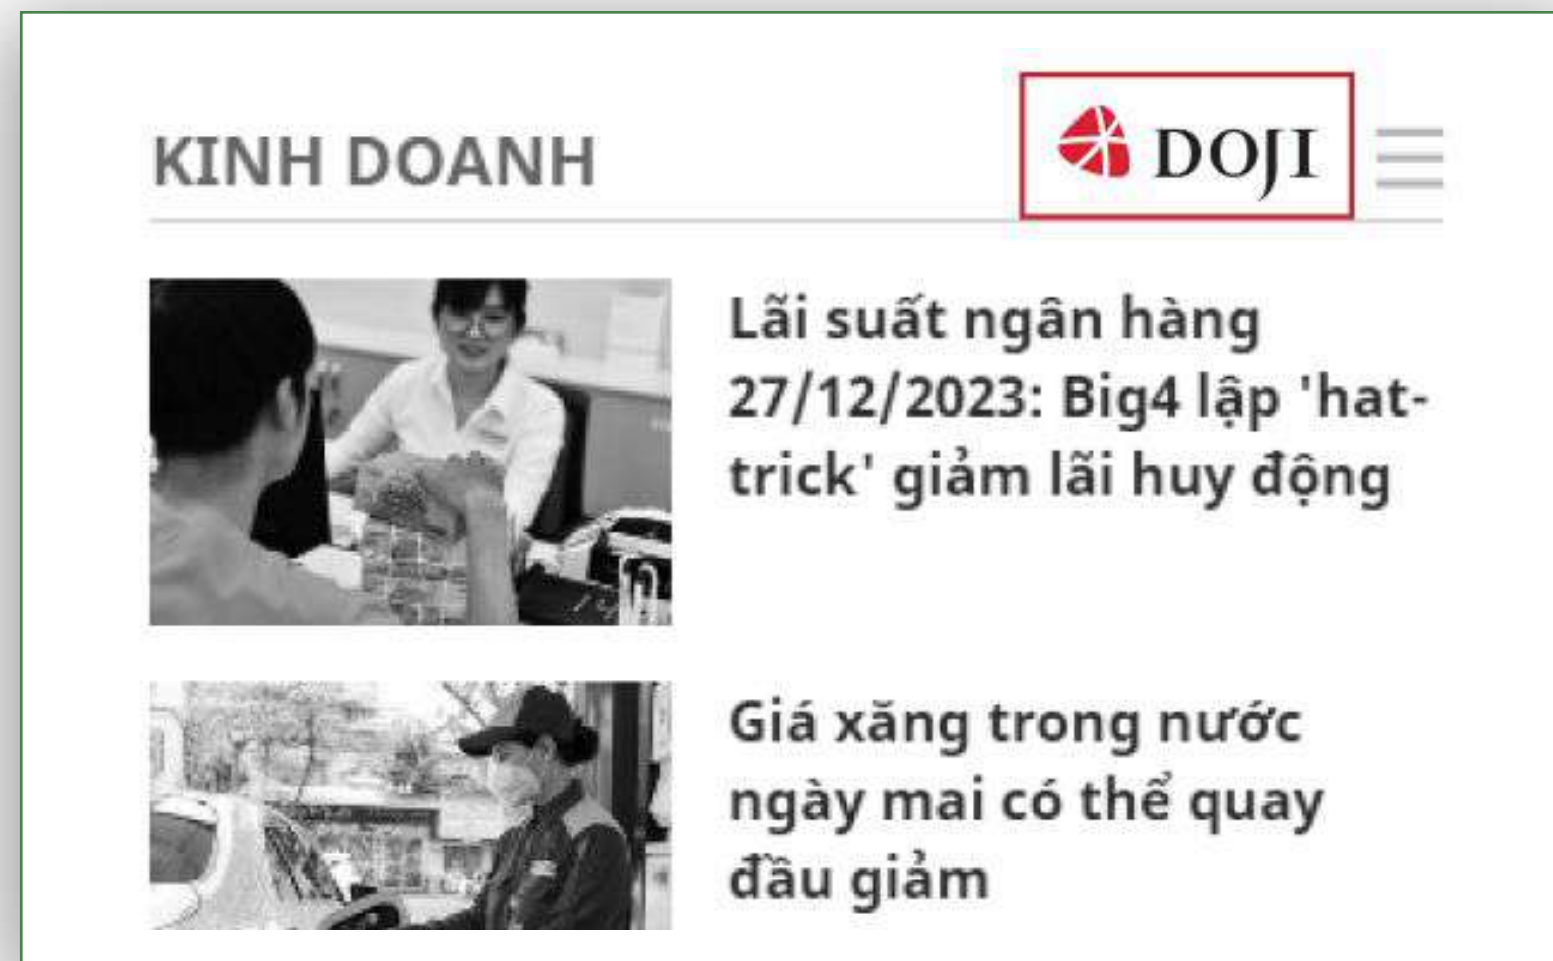 KINH DOANH
DOJI
Lãi suất ngân hàng
27/12/2023: Big4 lập 'hat-
trick' giảm lãi huy động
Giá xăng trong nước
ngày mai có thể quay
đầu giảm